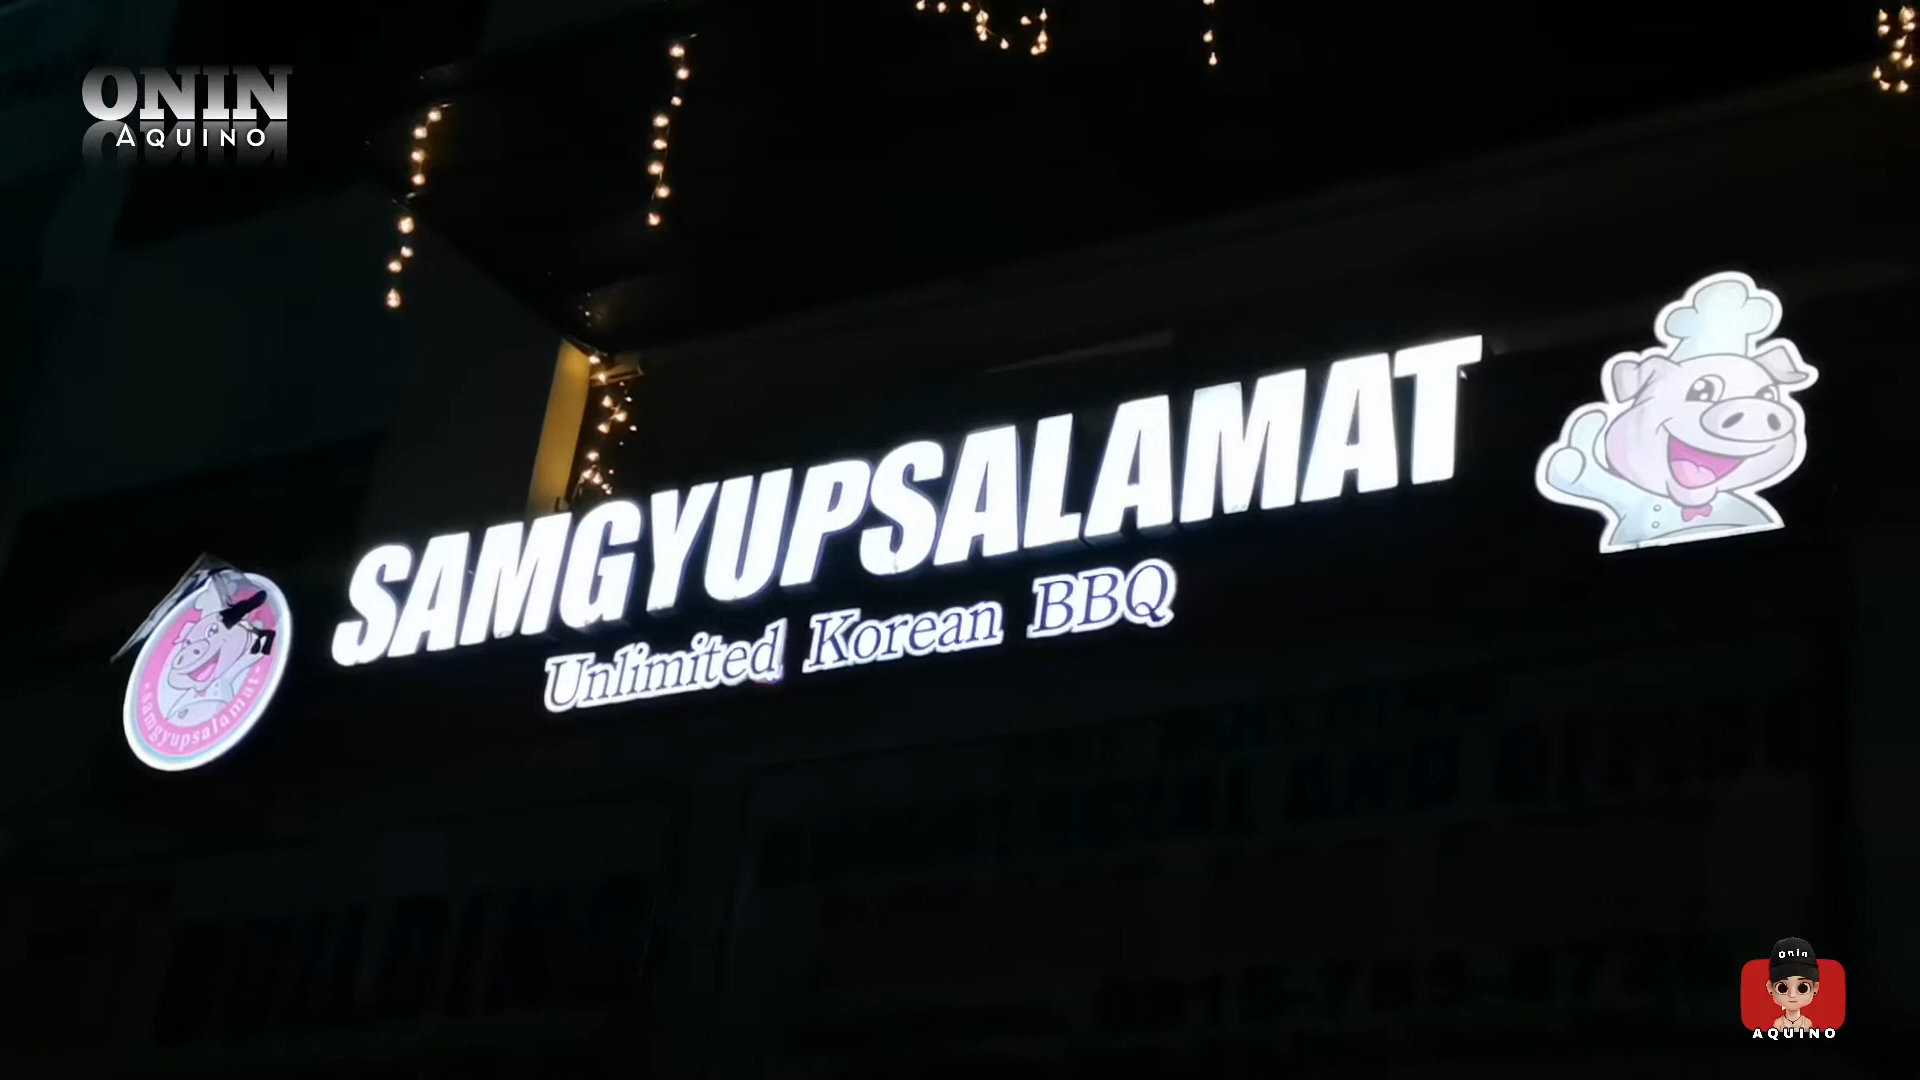 ONIN
AQUINO
SAMGYUPSALAMAT
Unlimited Korean BBQ
samgyupsalamat
onin
AQUINO